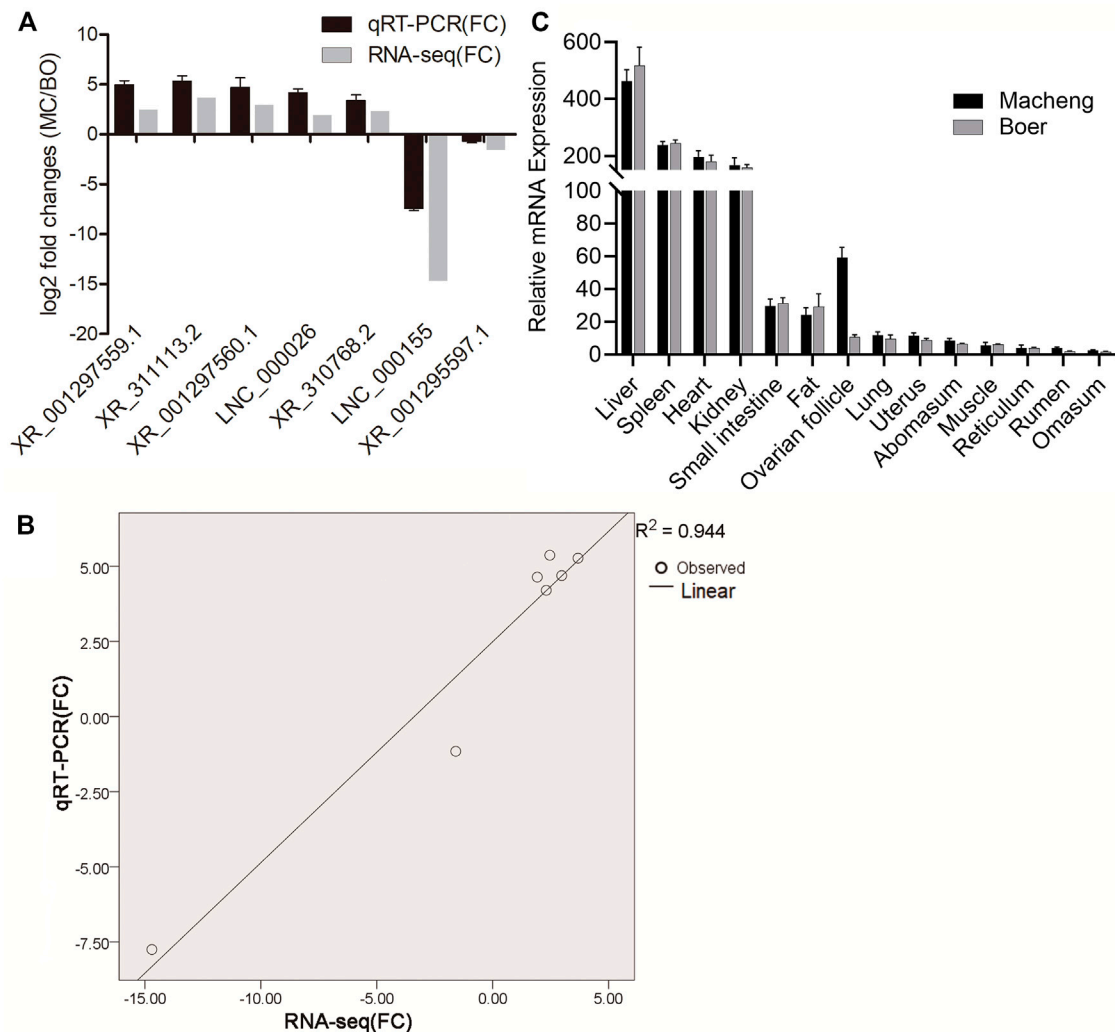 A
qRT-PCR(FC)
RNA-seq(FC)
log2 fold changes (MC/BO)
10
5
0
-5
-10
-15
-20
XR_001297559.1
XR_311113.2
XR_001297560.1
LNC_000026
XR_310768.2
LNC_000155
XR_001295597.1
C
Macheng
Boer
Relative mRNA Expression
600
400
200
100
80
60
40
20
0
Liver
Spleen
Heart
Kidney
Small intestine
Fat
Ovarian follicle
Lung
Uterus
Abomasum
Muscle
Reticulum
Rumen
Omasum
B
R² = 0.944
Observed
Linear
qRT-PCR(FC)
5.00
2.50
0.00
-2.50
-5.00
-7.50
-15.00
-10.00
-5.00
0.00
5.00
RNA-seq(FC)